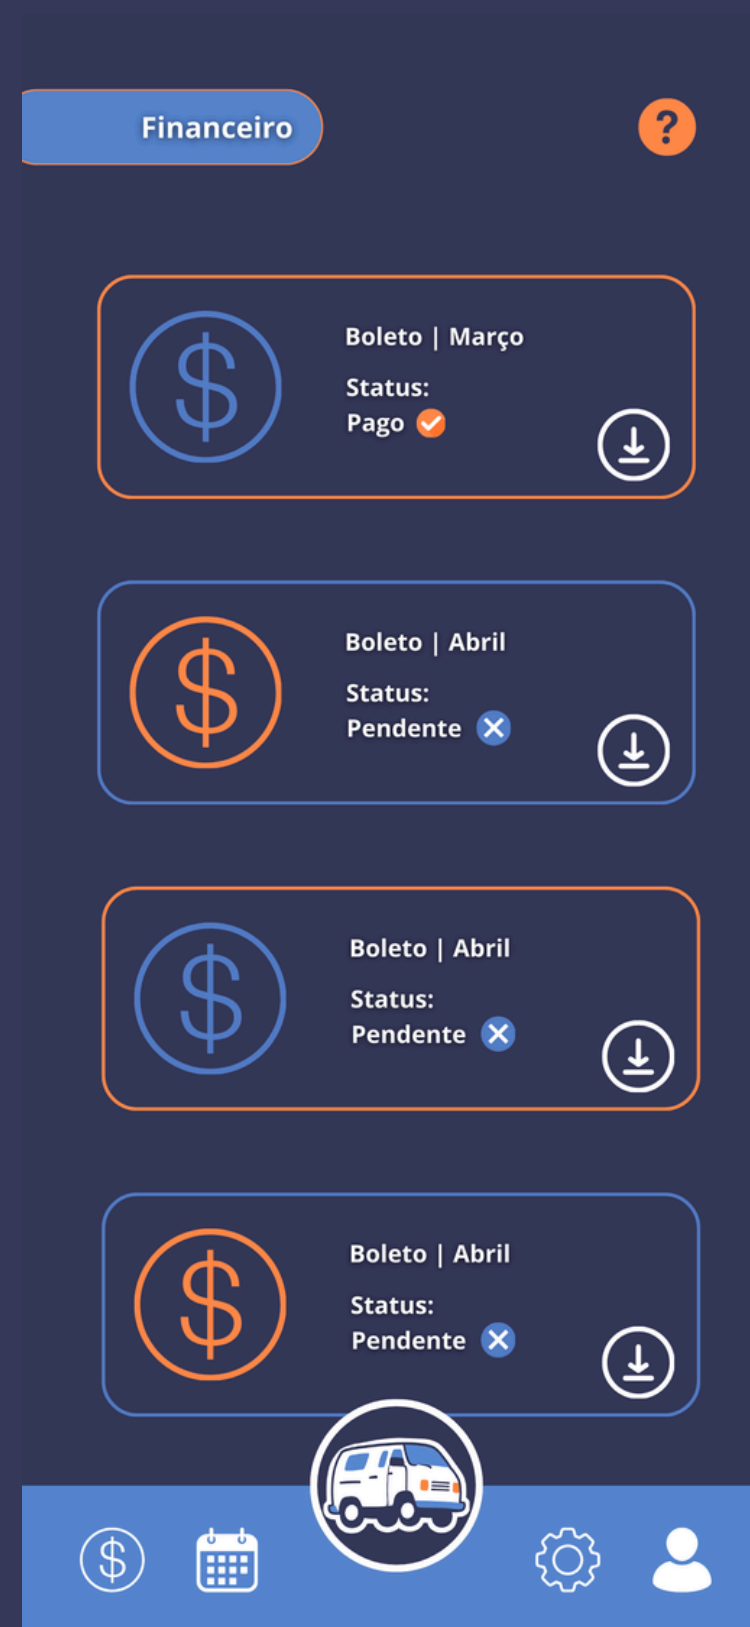 Financeiro
?
Boleto | Março
Status:
Pago
Boleto | Abril
Status:
Pendente
Boleto | Abril
Status:
Pendente
Boleto | Abril
Status:
Pendente